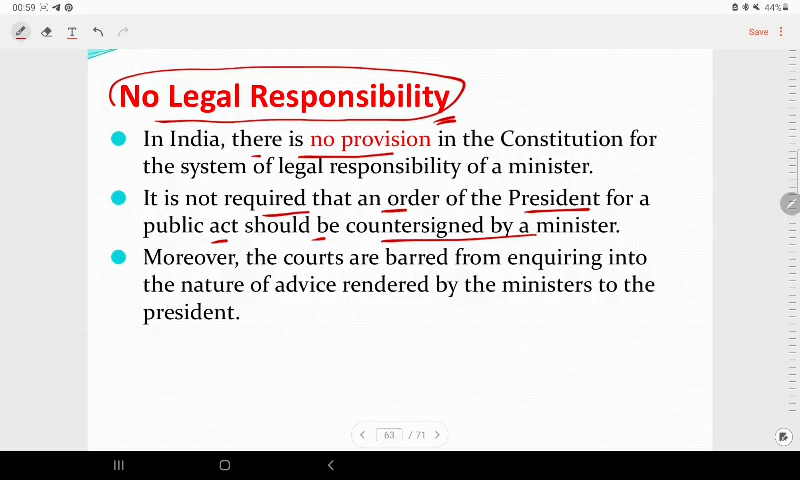 00:59
44%
T
Save
No Legal Responsibility
In India, there is no provision in the Constitution for
the system of legal responsibility of a minister.
It is not required that an order of the President for a
public act should be countersigned by a minister.
Moreover, the courts are barred from enquiring into
the nature of advice rendered by the ministers to the
president.
63 / 71